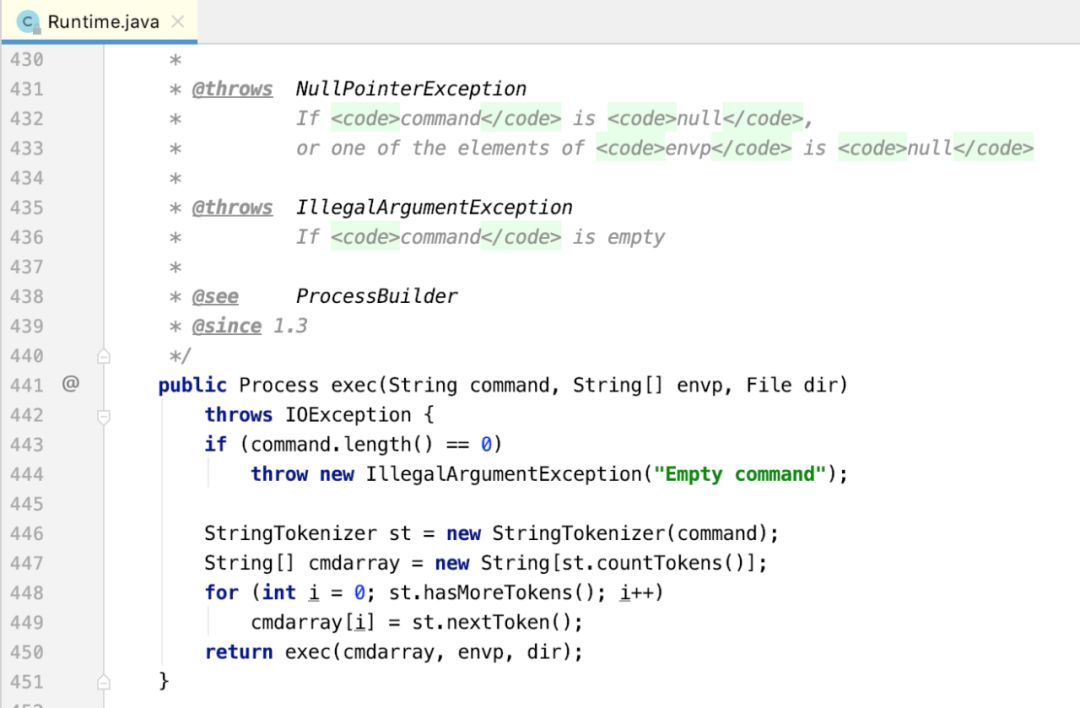 C Runtime.java ×
430 *
431 * @throws NullPointerException
432 * If <code>command</code> is <code>null</code>,
433 * or one of the elements of <code>envp</code> is <code>null</code>
434 *
435 * @throws IllegalArgumentException
436 * If <code>command</code> is empty
437 *
438 * @see ProcessBuilder
439 * @since 1.3
440 */
441 @ public Process exec(String command, String[] envp, File dir)
442 throws IOException {
443 if (command.length() == 0)
444 throw new IllegalArgumentException("Empty command");
445
446 StringTokenizer st = new StringTokenizer(command);
447 String[] cmdarray = new String[st.countTokens()];
448 for (int i = 0; st.hasMoreTokens(); i++)
449 cmdarray[i] = st.nextToken();
450 return exec(cmdarray, envp, dir);
451 }